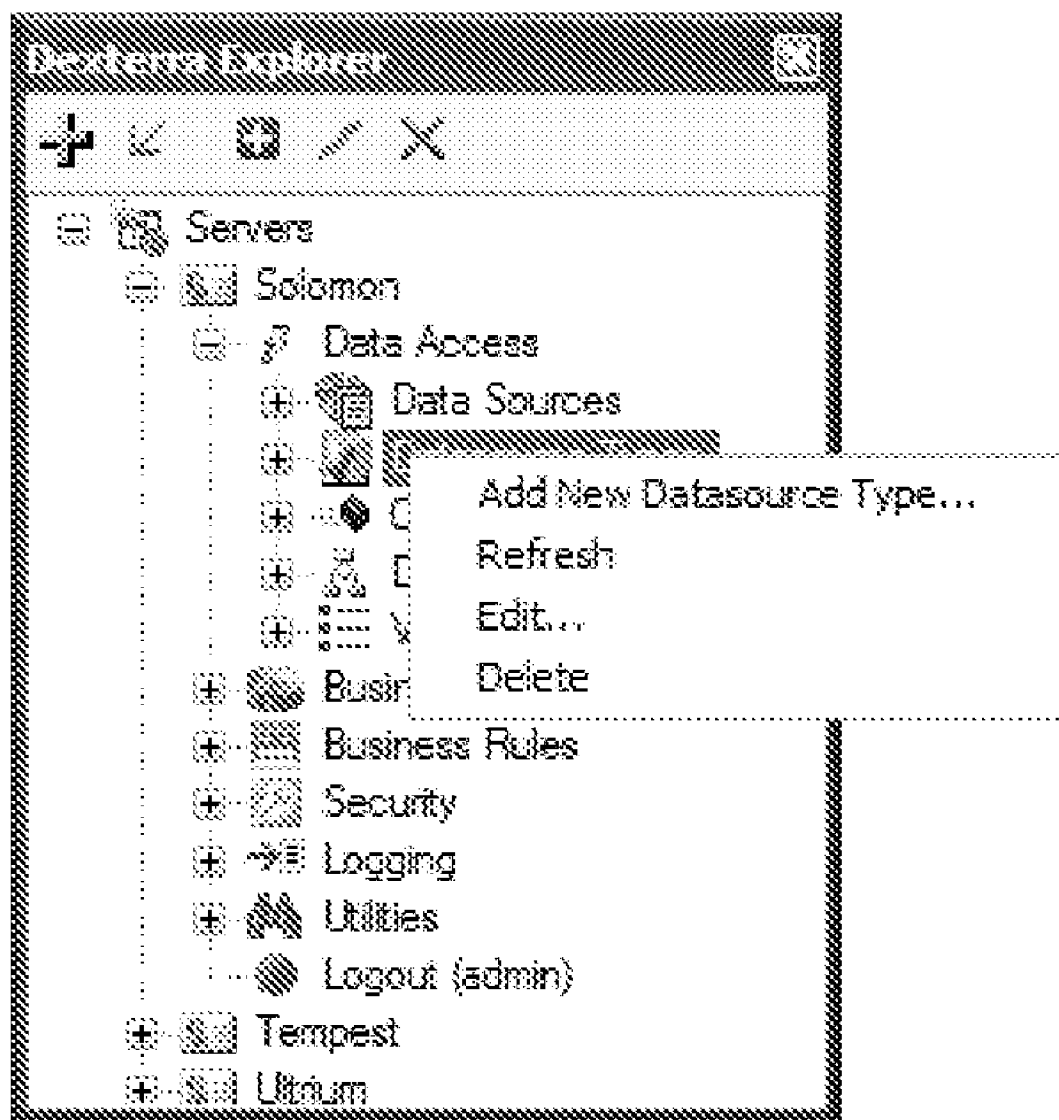 Dexterra Explorer
Servers
Solomon
Data Access
Data Sources
Add New Datasource Type...
Refresh
Edit...
Delete
Business Rules
Security
Logging
Utilities
Logout (admin)
Tempest
Ultrium